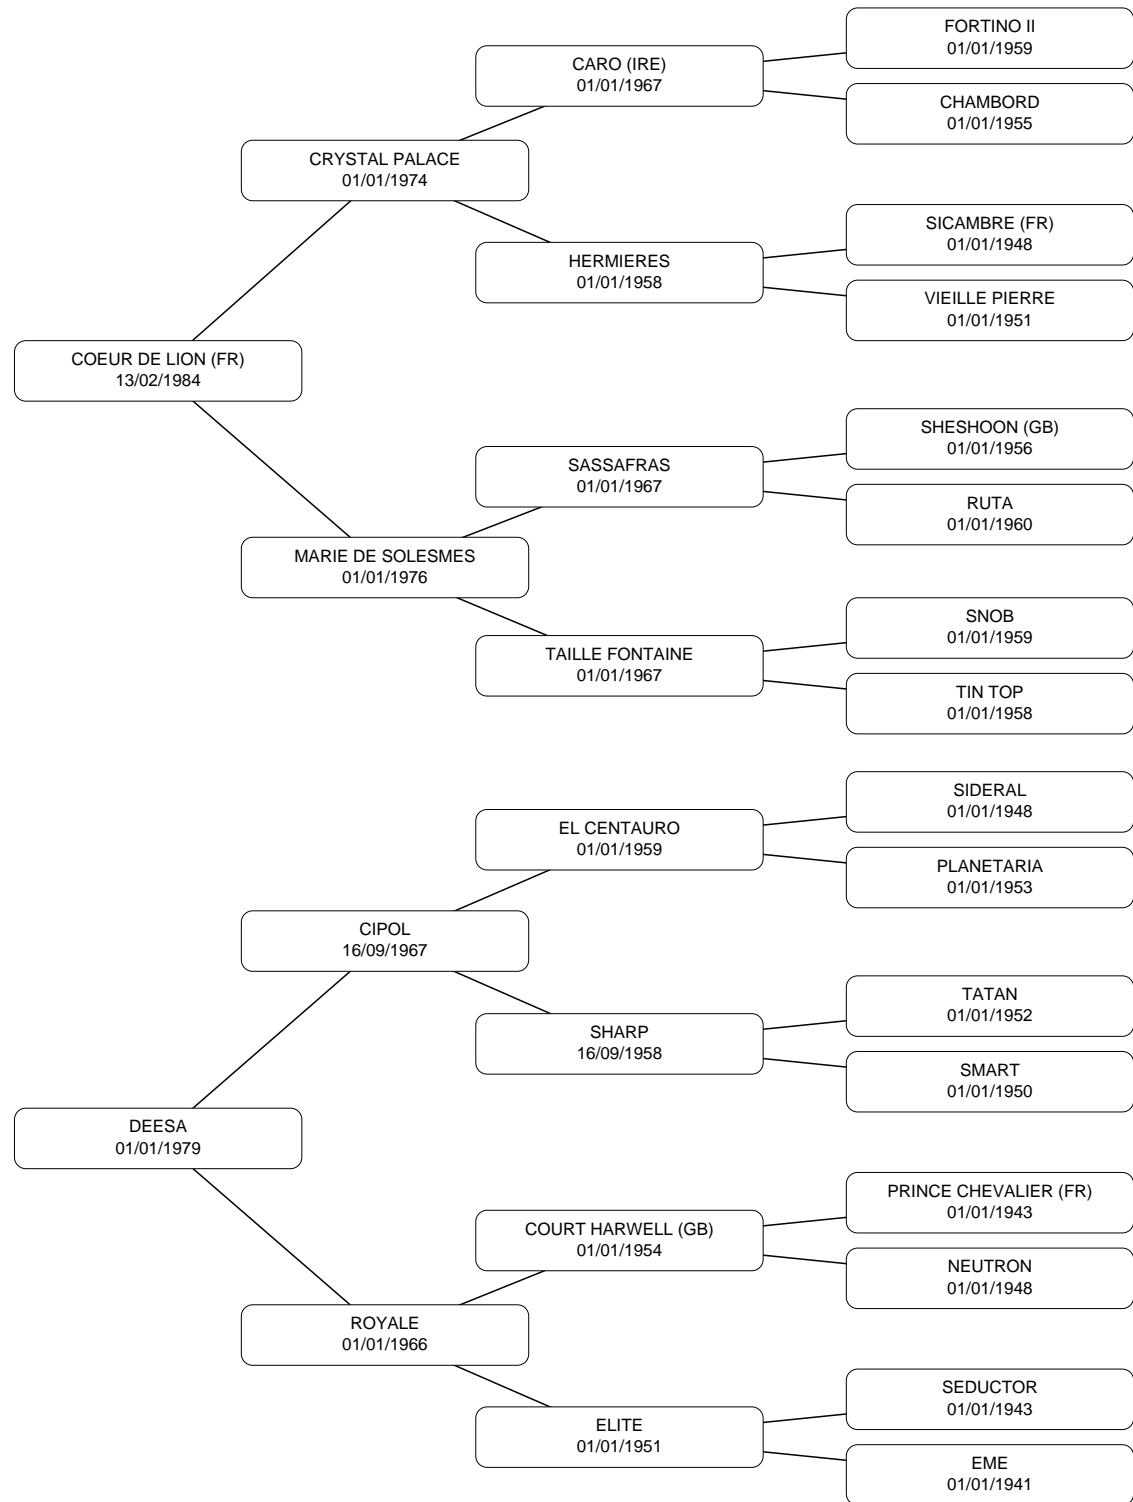 FORTINO II
01/01/1959
CARO (IRE)
01/01/1967
CHAMBORD
01/01/1955
CRYSTAL PALACE
01/01/1974
SICAMBRE (FR)
01/01/1948
HERMIERES
01/01/1958
VIEILLE PIERRE
01/01/1951
COEUR DE LION (FR)
13/02/1984
SHESHOON (GB)
01/01/1956
SASSAFRAS
01/01/1967
RUTA
01/01/1960
MARIE DE SOLESMES
01/01/1976
SNOB
01/01/1959
TAILLE FONTAINE
01/01/1967
TIN TOP
01/01/1958
SIDERAL
01/01/1948
EL CENTAURO
01/01/1959
PLANETARIA
01/01/1953
CIPOL
16/09/1967
TATAN
01/01/1952
SHARP
16/09/1958
SMART
01/01/1950
DEESA
01/01/1979
PRINCE CHEVALIER (FR)
01/01/1943
COURT HARWELL (GB)
01/01/1954
NEUTRON
01/01/1948
ROYALE
01/01/1966
SEDUCTOR
01/01/1943
ELITE
01/01/1951
EME
01/01/1941